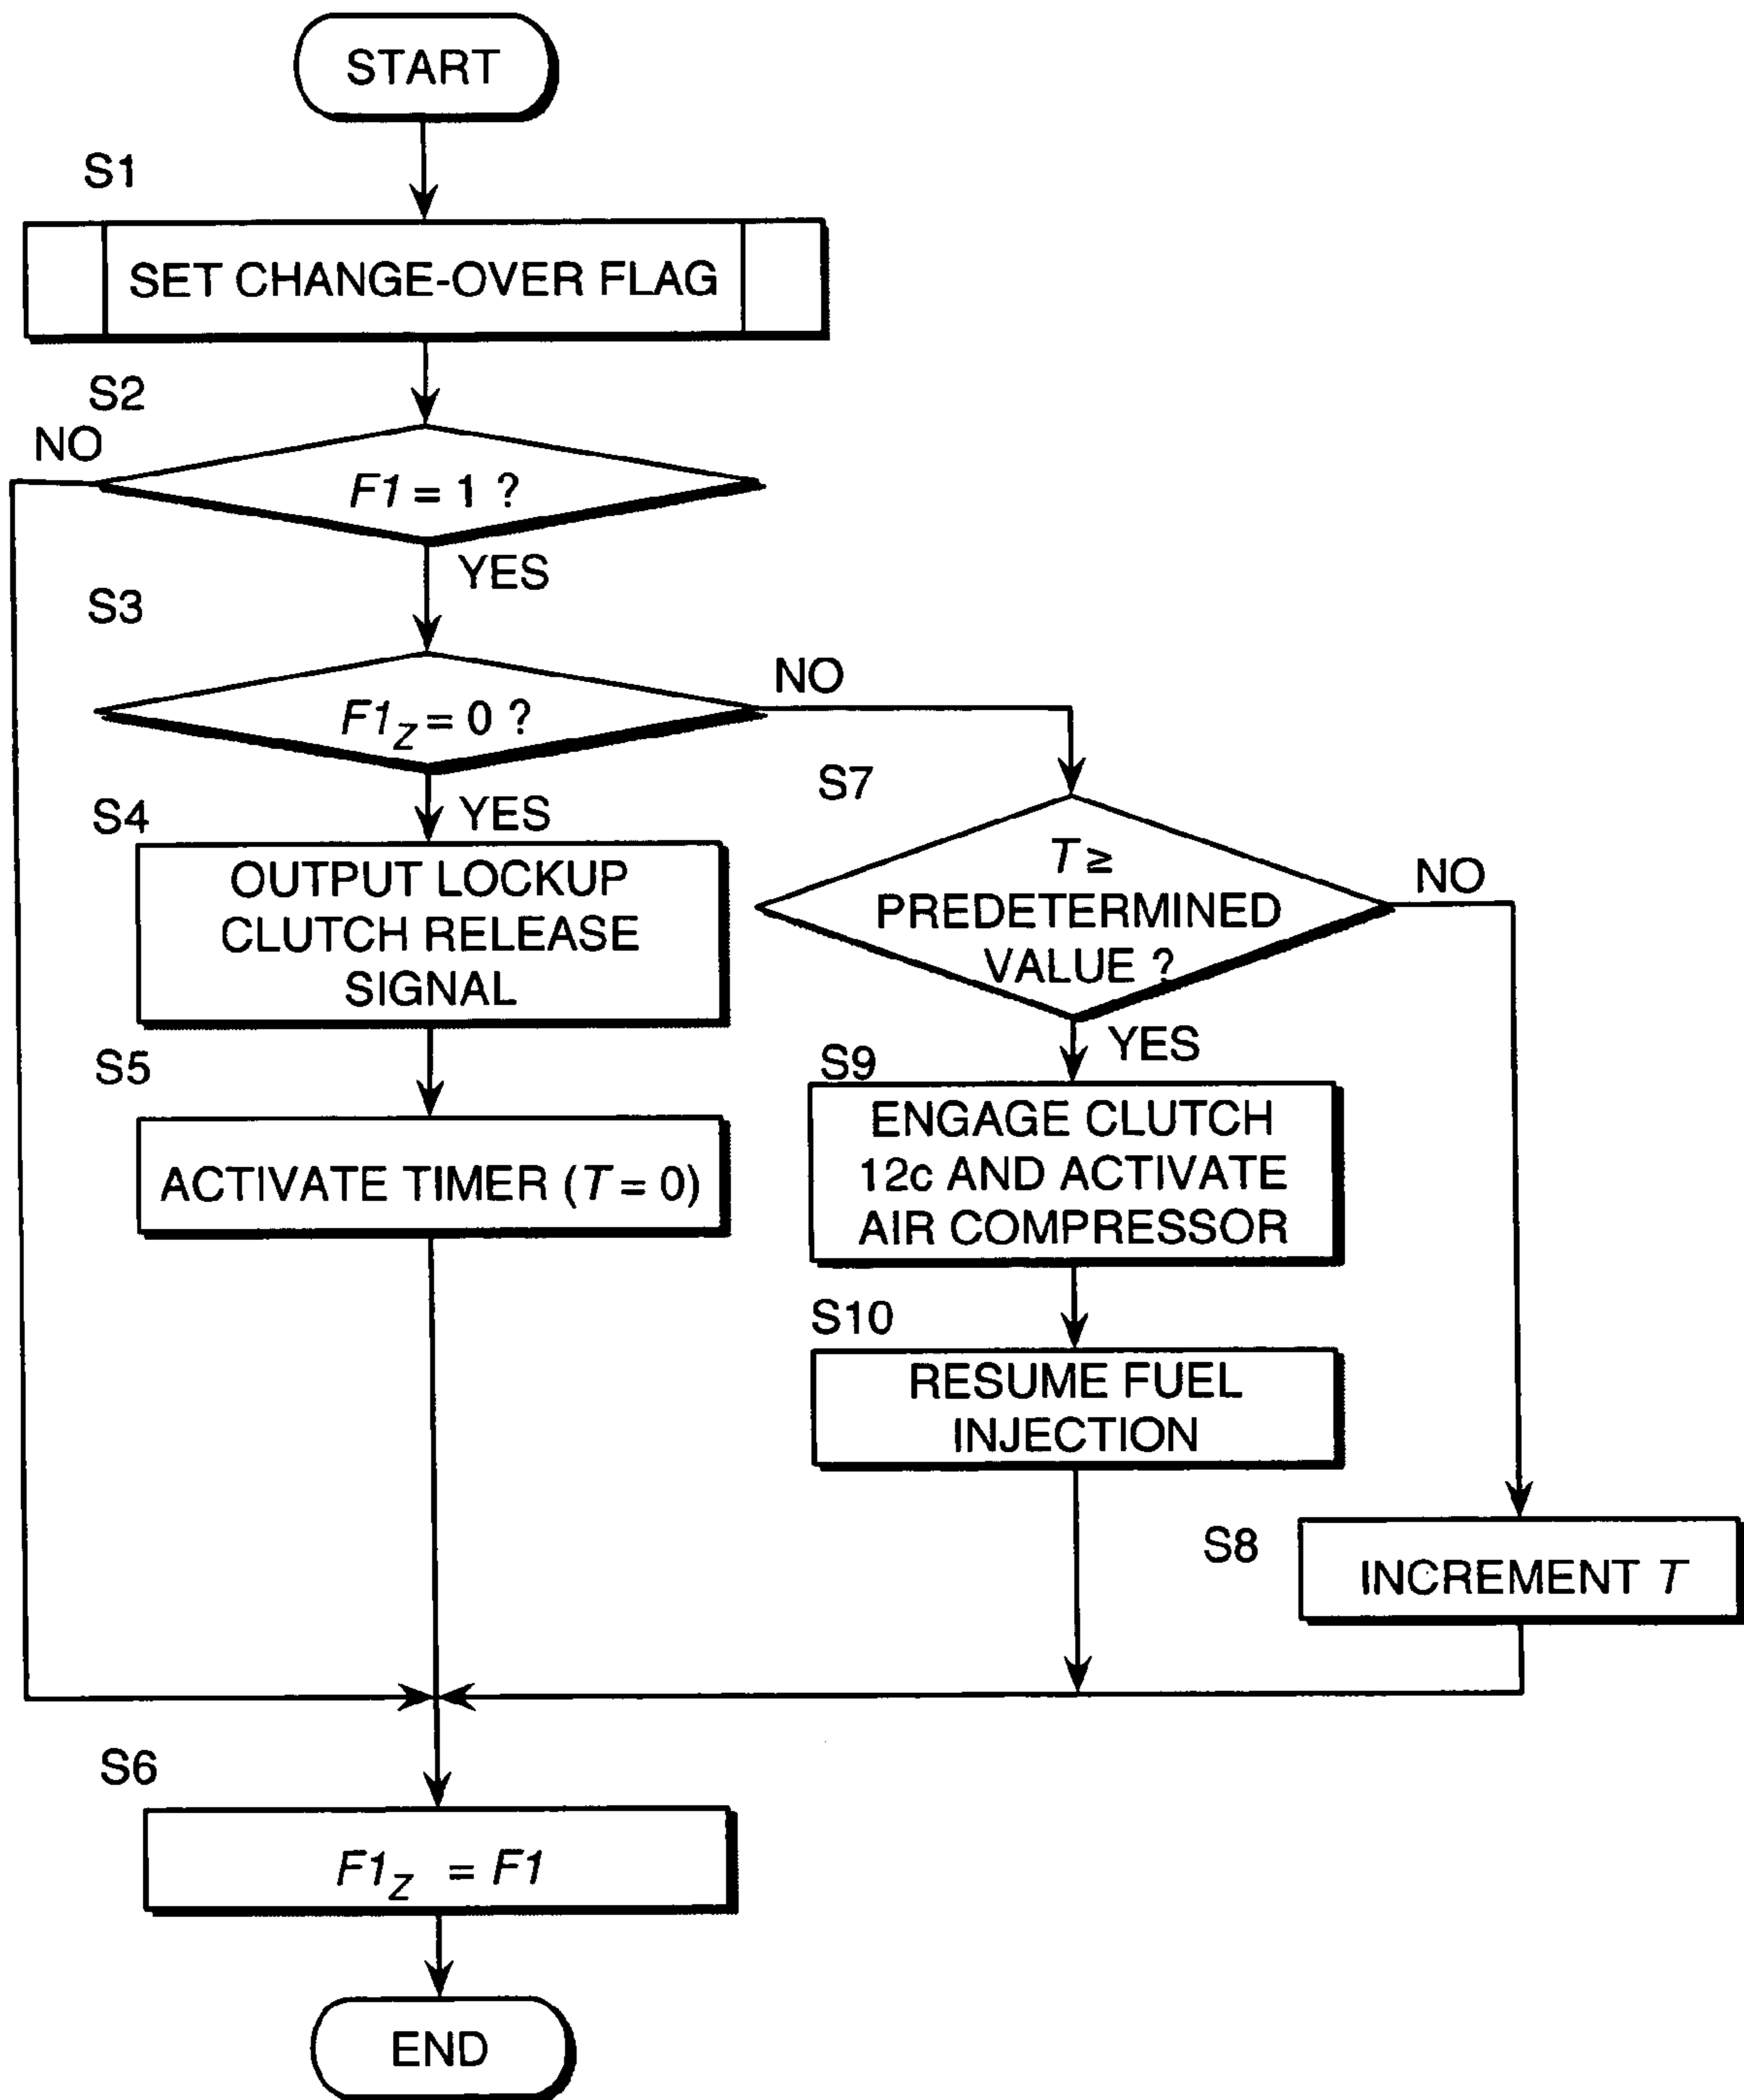 START
S1
SET CHANGE-OVER FLAG
S2
NO
F1 = 1 ?
YES
S3
F1Z = 0 ?
NO
S4
YES
OUTPUT LOCKUP
CLUTCH RELEASE
SIGNAL
S5
ACTIVATE TIMER (T = 0)
S7
T ≥
PREDETERMINED
VALUE ?
NO
YES
S9
ENGAGE CLUTCH
12c AND ACTIVATE
AIR COMPRESSOR
S10
RESUME FUEL
INJECTION
S8
INCREMENT T
S6
F1Z = F1
END